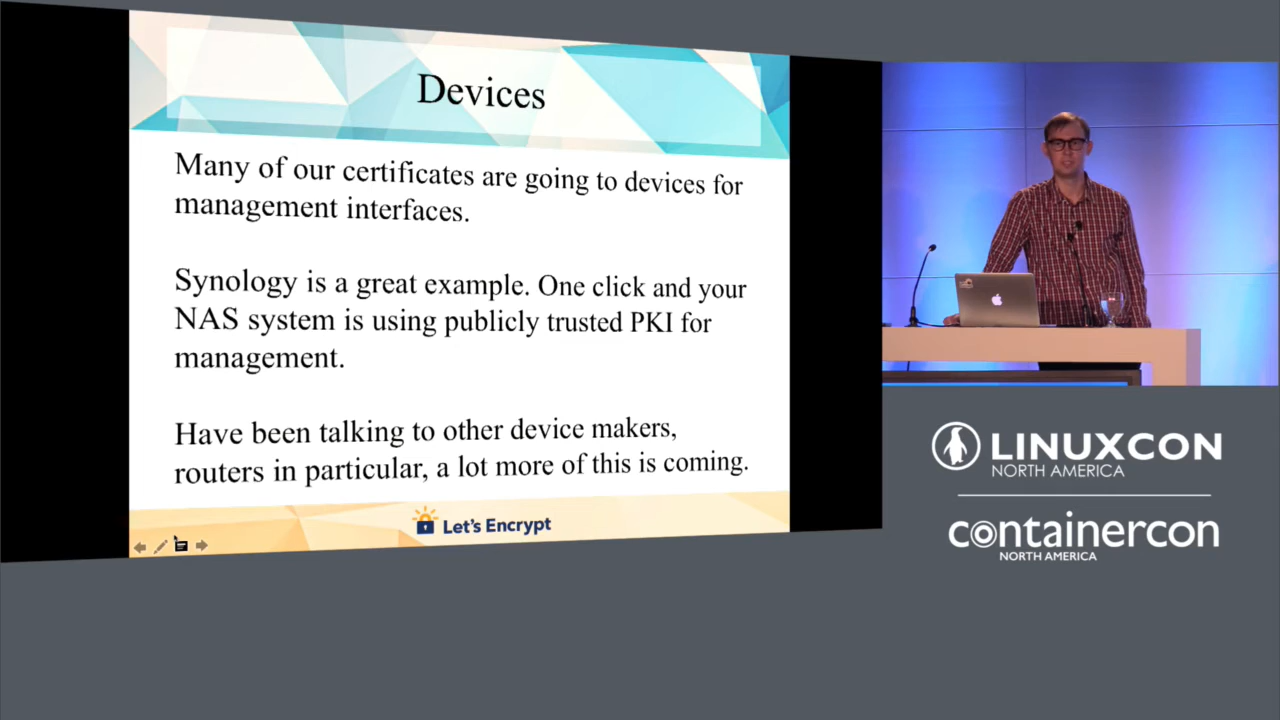 Devices
Many of our certificates are going to devices for
management interfaces.
Synology is a great example. One click and your
NAS system is using publicly trusted PKI for
management.
Have been talking to other device makers,
routers in particular, a lot more of this is coming.
Let's Encrypt
LINUXCON
NORTH AMERICA
containercon
NORTH AMERICA